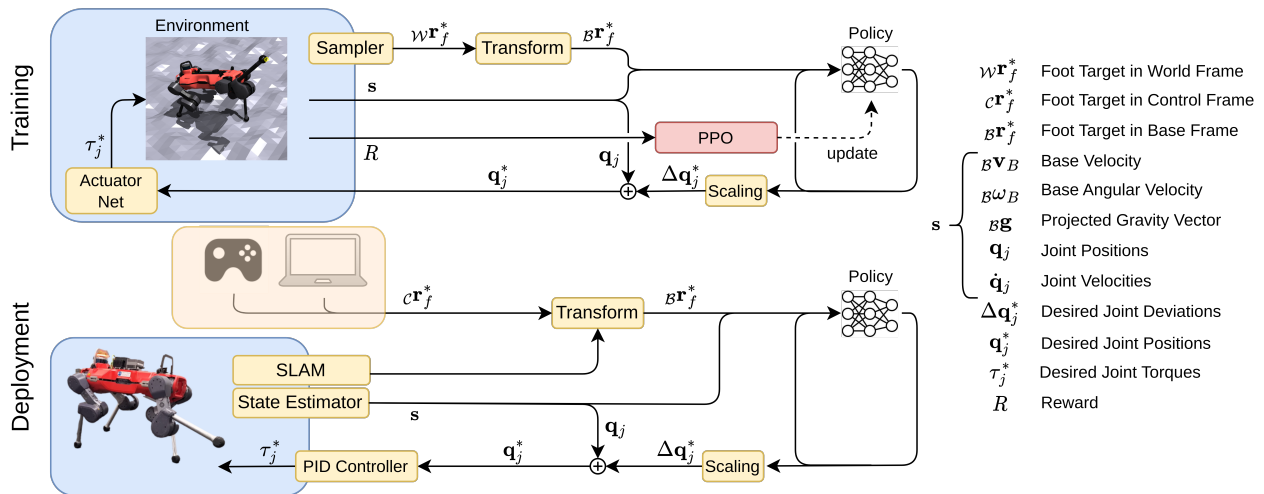 Training
Environment
Sampler
𝒲𝐫*f
Transform
ℬ𝐫*f
Policy
s
τ*j
R
PPO
update
Actuator
Net
q*j
qj
Δq*j
Scaling
+
Deployment
𝒞𝐫*f
Transform
ℬ𝐫*f
Policy
SLAM
State Estimator
s
qj
τ*j
PID Controller
q*j
+
Δq*j
Scaling
𝒲𝐫*f Foot Target in World Frame
𝒞𝐫*f Foot Target in Control Frame
ℬ𝐫*f Foot Target in Base Frame
s
ℬvB Base Velocity
ℬωB Base Angular Velocity
ℬg Projected Gravity Vector
qj Joint Positions
q̇j Joint Velocities
Δq*j Desired Joint Deviations
q*j Desired Joint Positions
τ*j Desired Joint Torques
R Reward